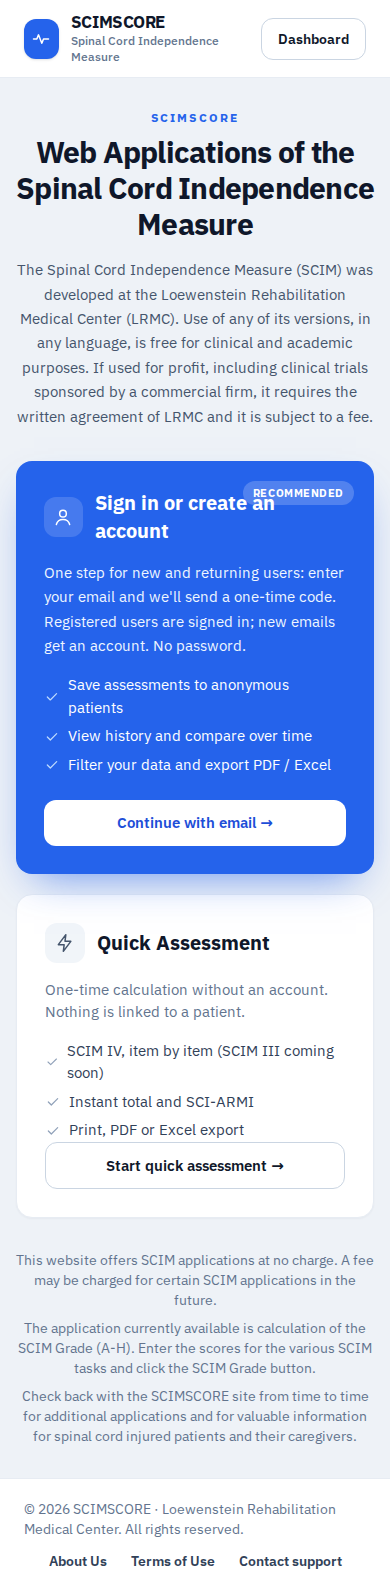 SCIMSCORE
Spinal Cord Independence
Measure
Dashboard
SCIMSCORE
Web Applications of the
Spinal Cord Independence
Measure
The Spinal Cord Independence Measure (SCIM) was
developed at the Loewenstein Rehabilitation
Medical Center (LRMC). Use of any of its versions, in
any language, is free for clinical and academic
purposes. If used for profit, including clinical trials
sponsored by a commercial firm, it requires the
written agreement of LRMC and it is subject to a fee.
RECOMMENDED
Sign in or create an
account
One step for new and returning users: enter
your email and we'll send a one-time code.
Registered users are signed in; new emails
get an account. No password.
Save assessments to anonymous
patients
View history and compare over time
Filter your data and export PDF / Excel
Continue with email →
Quick Assessment
One-time calculation without an account.
Nothing is linked to a patient.
SCIM IV, item by item (SCIM III coming
soon)
Instant total and SCI-ARMI
Print, PDF or Excel export
Start quick assessment →
This website offers SCIM applications at no charge. A fee
may be charged for certain SCIM applications in the
future.
The application currently available is calculation of the
SCIM Grade (A-H). Enter the scores for the various SCIM
tasks and click the SCIM Grade button.
Check back with the SCIMSCORE site from time to time
for additional applications and for valuable information
for spinal cord injured patients and their caregivers.
© 2026 SCIMSCORE · Loewenstein Rehabilitation
Medical Center. All rights reserved.
About Us Terms of Use Contact support